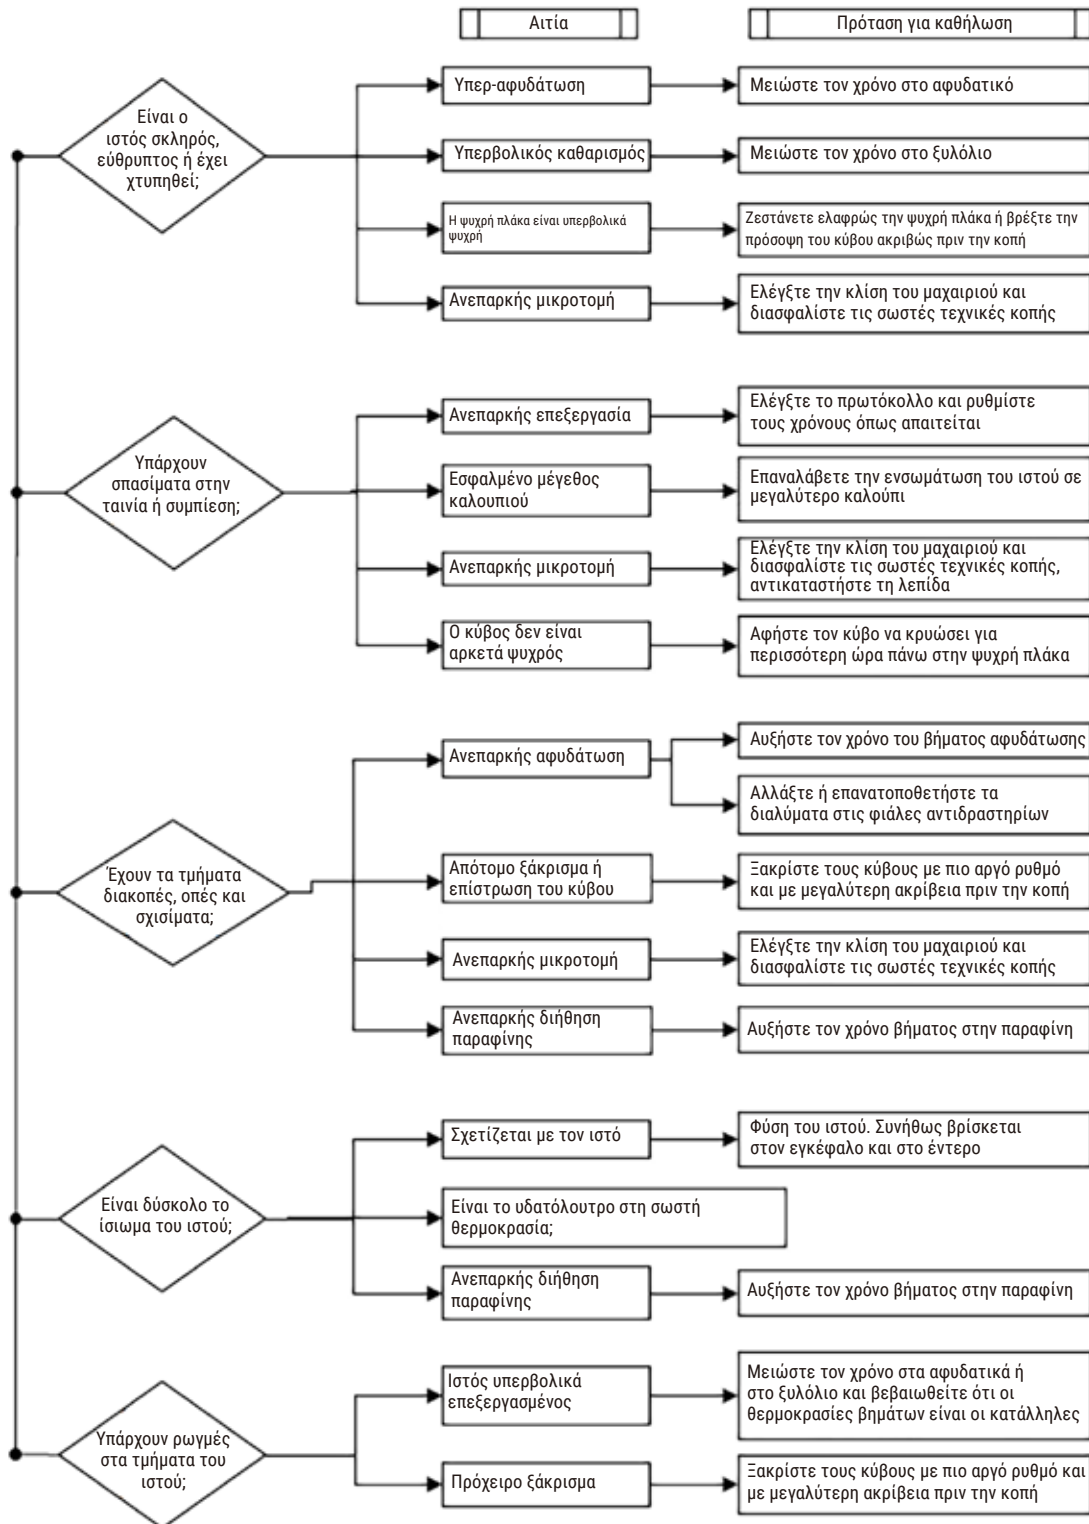 Αιτία
Πρόταση για καθήλωση
Είναι ο
ιστός σκληρός,
εύθρυπτος ή έχει
χτυπηθεί;
Υπερ-αφυδάτωση
Μειώστε τον χρόνο στο αφυδατικό
Υπερβολικός καθαρισμός
Μειώστε τον χρόνο στο ξυλόλιο
Η ψυχρή πλάκα είναι υπερβολικά
ψυχρή
Ζεστάνετε ελαφρώς την ψυχρή πλάκα ή βρέξτε την
πρόσοψη του κύβου ακριβώς πριν την κοπή
Ανεπαρκής μικροτομή
Ελέγξτε την κλίση του μαχαιριού και
διασφαλίστε τις σωστές τεχνικές κοπής
Υπάρχουν
σπασίματα στην
ταινία ή συμπίεση;
Ανεπαρκής επεξεργασία
Ελέγξτε το πρωτόκολλο και ρυθμίστε
τους χρόνους όπως απαιτείται
Εσφαλμένο μέγεθος
καλουπιού
Επαναλάβετε την ενσωμάτωση του ιστού σε
μεγαλύτερο καλούπι
Ανεπαρκής μικροτομή
Ελέγξτε την κλίση του μαχαιριού και
διασφαλίστε τις σωστές τεχνικές κοπής,
αντικαταστήστε τη λεπίδα
Ο κύβος δεν είναι
αρκετά ψυχρός
Αφήστε τον κύβο να κρυώσει για
περισσότερη ώρα πάνω στην ψυχρή πλάκα
Έχουν τα τμήματα
διακοπές, οπές και
σχισίματα;
Ανεπαρκής αφυδάτωση
Αυξήστε τον χρόνο του βήματος αφυδάτωσης
Αλλάξτε ή επανατοποθετήστε τα
διαλύματα στις φιάλες αντιδραστηρίων
Απότομο ξάκρισμα ή
επίστρωση του κύβου
Ξακρίστε τους κύβους με πιο αργό ρυθμό
και με μεγαλύτερη ακρίβεια πριν την κοπή
Ανεπαρκής μικροτομή
Ελέγξτε την κλίση του μαχαιριού και
διασφαλίστε τις σωστές τεχνικές κοπής
Ανεπαρκής διήθηση
παραφίνης
Αυξήστε τον χρόνο βήματος στην παραφίνη
Είναι δύσκολο το
ίσιωμα του ιστού;
Σχετίζεται με τον ιστό
Φύση του ιστού. Συνήθως βρίσκεται
στον εγκέφαλο και στο έντερο
Είναι το υδατόλουτρο στη σωστή
θερμοκρασία;
Ανεπαρκής διήθηση
παραφίνης
Αυξήστε τον χρόνο βήματος στην παραφίνη
Υπάρχουν ρωγμές
στα τμήματα του
ιστού;
Ιστός υπερβολικά
επεξεργασμένος
Μειώστε τον χρόνο στα αφυδατικά ή
στο ξυλόλιο και βεβαιωθείτε ότι οι
θερμοκρασίες βημάτων είναι οι κατάλληλες
Πρόχειρο ξάκρισμα
Ξακρίστε τους κύβους με πιο αργό ρυθμό και
με μεγαλύτερη ακρίβεια πριν την κοπή